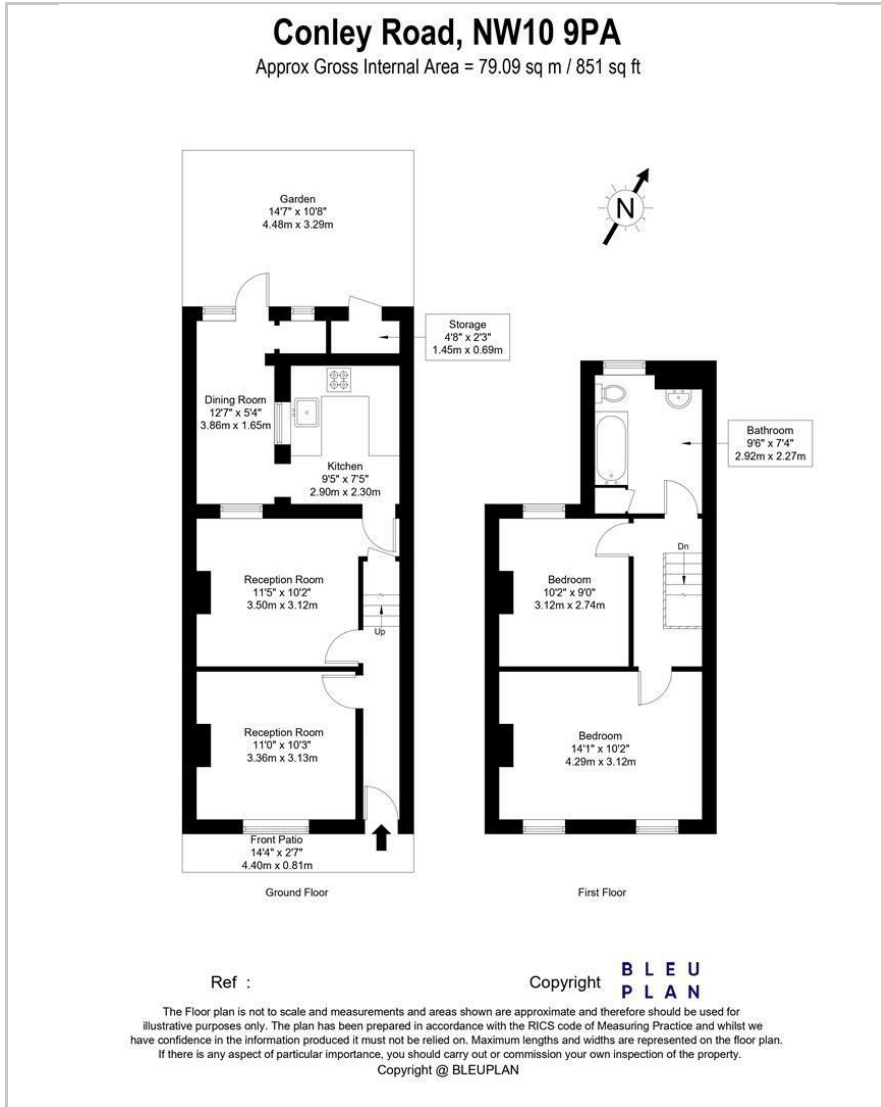 Conley Road, NW10 9PA
Approx Gross Internal Area = 79.09 sq m / 851 sq ft
Garden
14'7" x 10'8"
4.48m x 3.29m
N
Storage
4'8" x 2'3"
1.45m x 0.69m
Dining Room
12'7" x 5'4"
3.86m x 1.65m
Kitchen
9'5" x 7'5"
2.90m x 2.30m
Reception Room
11'5" x 10'2"
3.50m x 3.12m
Up
Reception Room
11'0" x 10'3"
3.36m x 3.13m
Front Patio
14'4" x 2'7"
4.40m x 0.81m
Ground Floor
Bathroom
9'6" x 7'4"
2.92m x 2.27m
Dn
Bedroom
10'2" x 9'0"
3.12m x 2.74m
Bedroom
14'1" x 10'2"
4.29m x 3.12m
First Floor
Ref :
Copyright
BLEU
PLAN
The Floor plan is not to scale and measurements and areas shown are approximate and therefore should be used for
illustrative purposes only. The plan has been prepared in accordance with the RICS code of Measuring Practice and whilst we
have confidence in the information produced it must not be relied on. Maximum lengths and widths are represented on the floor plan.
If there is any aspect of particular importance, you should carry out or commission your own inspection of the property.
Copyright @ BLEUPLAN